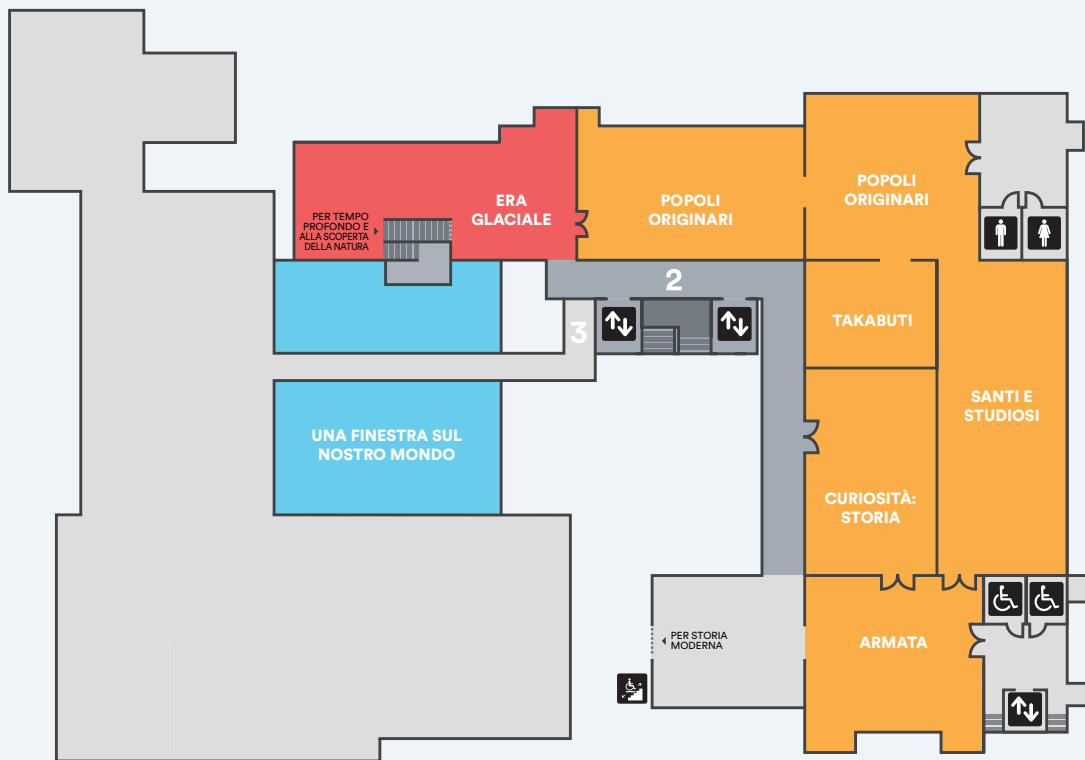 ERA
GLACIALE
PER TEMPO
PROFONDO E
ALLA SCOPERTA
DELLA NATURA
POPOLI
ORIGINARI
POPOLI
ORIGINARI
2
3
TAKABUTI
SANTI E
STUDIOSI
UNA FINESTRA SUL
NOSTRO MONDO
CURIOSITÀ:
STORIA
PER STORIA
MODERNA
ARMATA